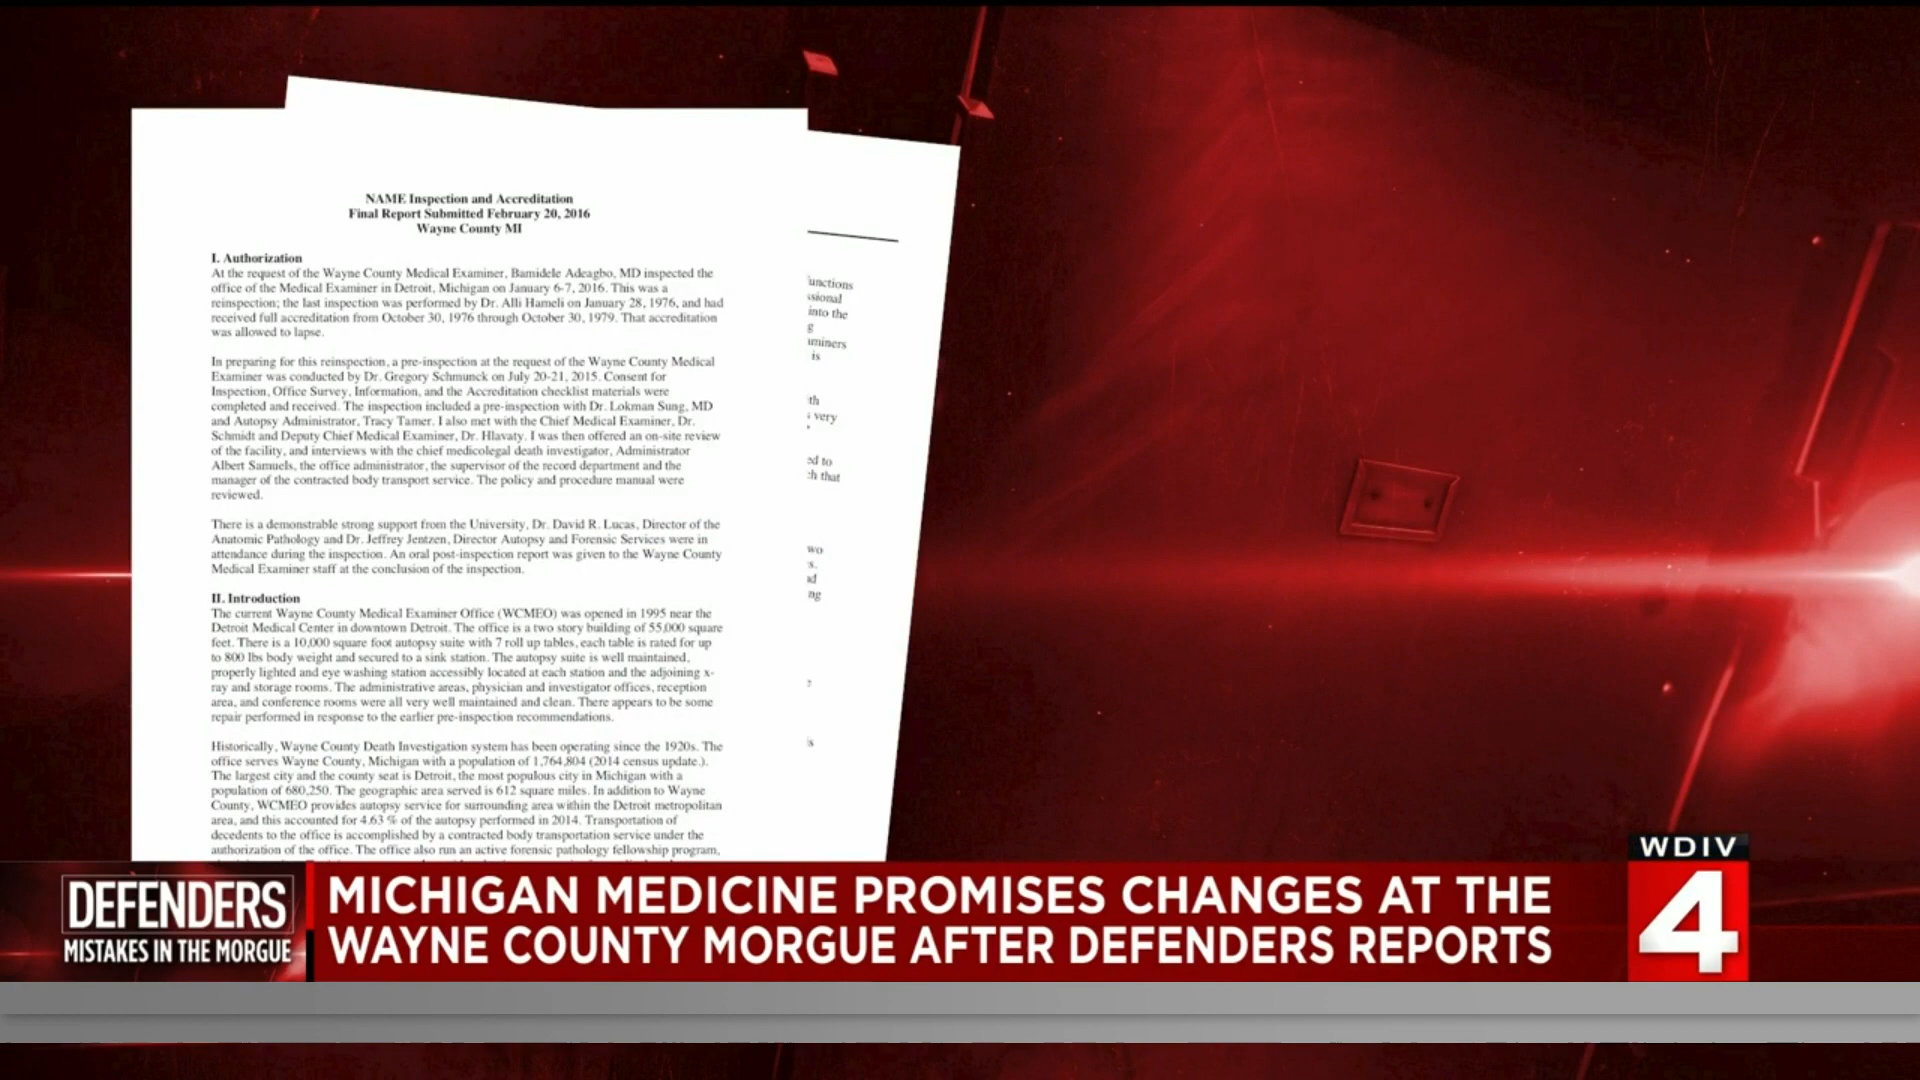 NAME Inspection and Accreditation
Final Report Submitted February 20, 2016
Wayne County MI
I. Authorization
At the request of the Wayne County Medical Examiner, Bamidele Adeagbo, MD inspected the
office of the Medical Examiner in Detroit, Michigan on January 6-7, 2016. This was a
reinspection; the last inspection was performed by Dr. Alli Hameli on January 28, 1976, and had
received full accreditation from October 30, 1976 through October 30, 1979. That accreditation
was allowed to lapse.
In preparing for this reinspection, a pre-inspection at the request of the Wayne County Medical
Examiner was conducted by Dr. Gregory Schmunck on July 20-21, 2015. Consent for
Inspection, Office Survey, Information, and the Accreditation checklist materials were
completed and received. The inspection included a pre-inspection with Dr. Lokman Sung, MD
and Autopsy Administrator, Tracy Tamer. I also met with the Chief Medical Examiner, Dr.
Schmidt and Deputy Chief Medical Examiner, Dr. Hlavaty. I was then offered an on-site review
of the facility, and interviews with the chief medicolegal death investigator, Administrator
Albert Samuels, the office administrator, the supervisor of the record department and the
manager of the contracted body transport service. The policy and procedure manual were
reviewed.
There is a demonstrable strong support from the University, Dr. David R. Lucas, Director of the
Anatomic Pathology and Dr. Jeffrey Jentzen, Director Autopsy and Forensic Services were in
attendance during the inspection. An oral post-inspection report was given to the Wayne County
Medical Examiner staff at the conclusion of the inspection.
II. Introduction
The current Wayne County Medical Examiner Office (WCMEO) was opened in 1995 near the
Detroit Medical Center in downtown Detroit. The office is a two story building of 55,000 square
feet. There is a 10,000 square foot autopsy suite with 7 roll up tables, each table is rated for up
to 800 lbs body weight and secured to a sink station. The autopsy suite is well maintained,
properly lighted and eye washing station accessibly located at each station and the adjoining x-
ray and storage rooms. The administrative areas, physician and investigator offices, reception
area, and conference rooms were all very well maintained and clean. There appears to be some
repair performed in response to the earlier pre-inspection recommendations.
Historically, Wayne County Death Investigation system has been operating since the 1920s. The
office serves Wayne County, Michigan with a population of 1,764,804 (2014 census update.).
The largest city and the county seat is Detroit, the most populous city in Michigan with a
population of 680,250. The geographic area served is 612 square miles. In addition to Wayne
County, WCMEO provides autopsy service for surrounding area within the Detroit metropolitan
area, and this accounted for 4.63 % of the autopsy performed in 2014. Transportation of
decedents to the office is accomplished by a contracted body transportation service under the
authorization of the office. The office also run an active forensic pathology fellowship program,
into the
is
very
to
that
DEFENDERS
MISTAKES IN THE MORGUE
MICHIGAN MEDICINE PROMISES CHANGES AT THE
WAYNE COUNTY MORGUE AFTER DEFENDERS REPORTS
WDIV
4